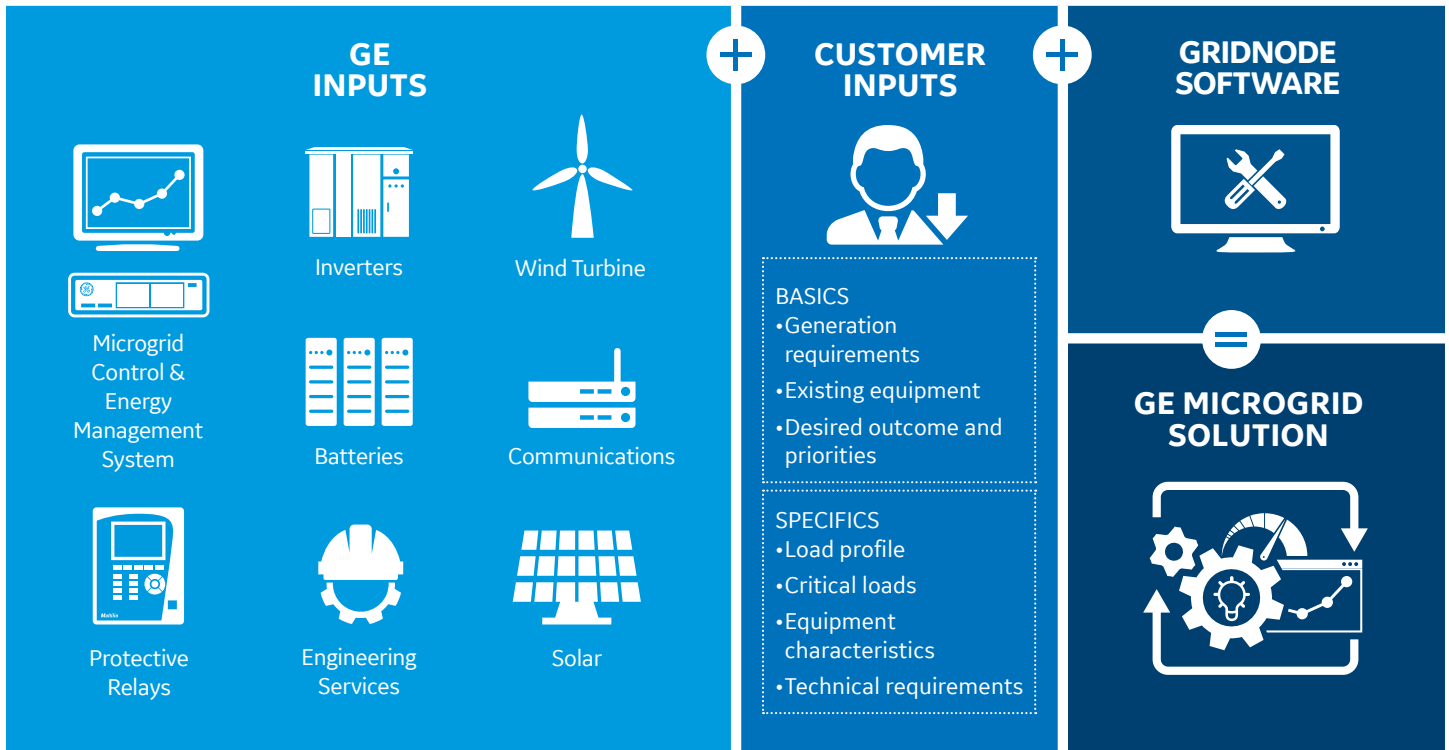 GE
INPUTS
Microgrid
Control &
Energy
Management
System
Inverters
Wind Turbine
Batteries
Communications
Protective
Relays
Engineering
Services
Solar
+
CUSTOMER
INPUTS
BASICS
•Generation
requirements
•Existing equipment
•Desired outcome and
priorities
SPECIFICS
•Load profile
•Critical loads
•Equipment
characteristics
•Technical requirements
+
GRIDNODE
SOFTWARE
=
GE MICROGRID
SOLUTION